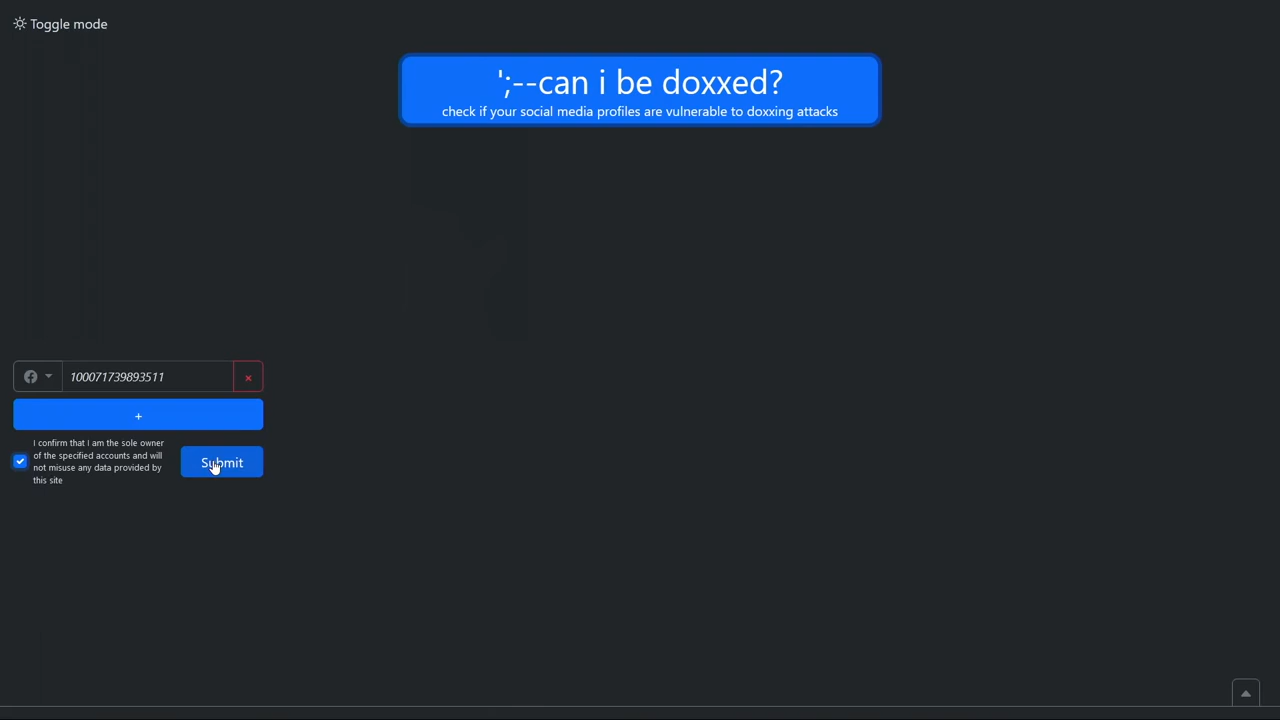 Toggle mode
';--can i be doxxed?
check if your social media profiles are vulnerable to doxxing attacks
100071739893511
×
+
I confirm that I am the sole owner
of the specified accounts and will
not misuse any data provided by
this site
Submit